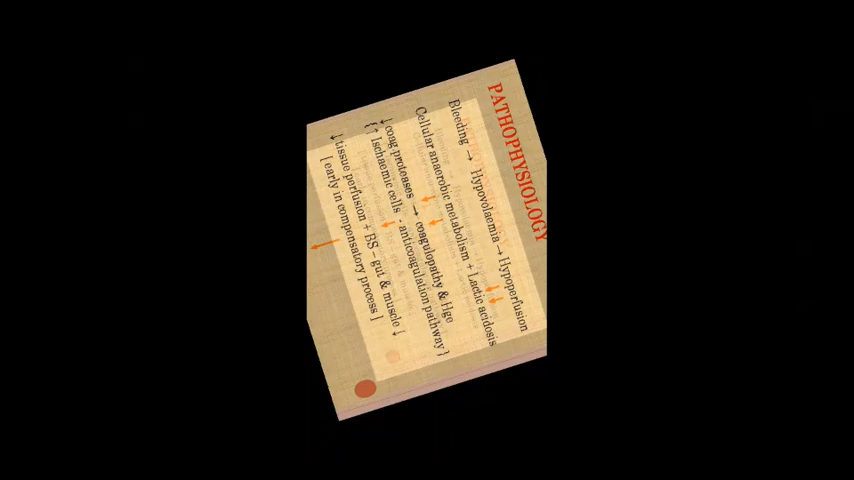 PATHOPHYSIOLOGY
Bleeding → Hypovolaemia → Hypoperfusion
Cellular anaerobic metabolism + Lactic acidosis
↓ coag proteases → coagulopathy & Hge
{ ↑ Ischaemic cells - anticoagulation pathway }
↓ tissue perfusion + BS – gut & muscle ↓
[ early in compensatory process ]